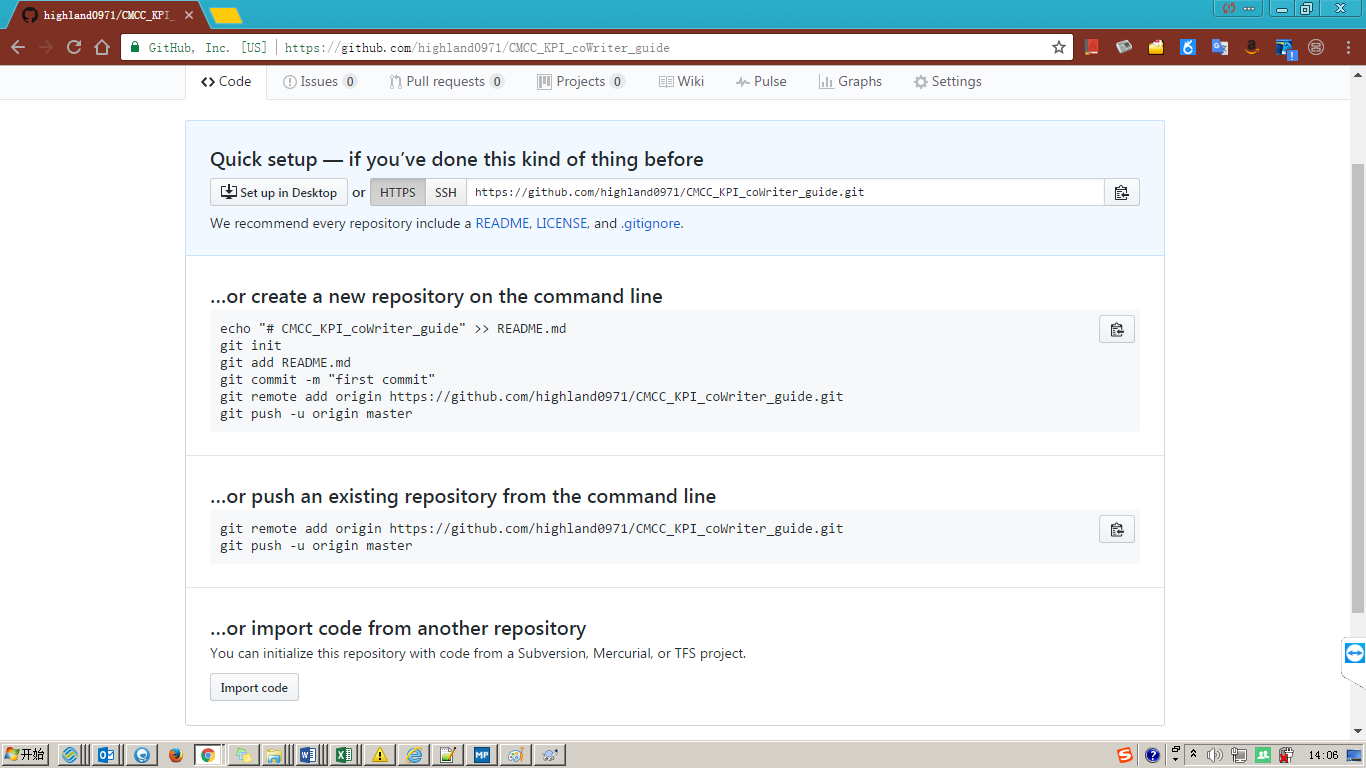 highland0971/CMCC_KPI_
GitHub, Inc. [US] | https://github.com/highland0971/CMCC_KPI_coWriter_guide
Code Issues 0 Pull requests 0 Projects 0 Wiki Pulse Graphs Settings
Quick setup — if you’ve done this kind of thing before
Set up in Desktop or HTTPS SSH https://github.com/highland0971/CMCC_KPI_coWriter_guide.git
We recommend every repository include a README, LICENSE, and .gitignore.
…or create a new repository on the command line
echo "# CMCC_KPI_coWriter_guide" >> README.md
git init
git add README.md
git commit -m "first commit"
git remote add origin https://github.com/highland0971/CMCC_KPI_coWriter_guide.git
git push -u origin master
…or push an existing repository from the command line
git remote add origin https://github.com/highland0971/CMCC_KPI_coWriter_guide.git
git push -u origin master
…or import code from another repository
You can initialize this repository with code from a Subversion, Mercurial, or TFS project.
Import code
开始 MP 14:06